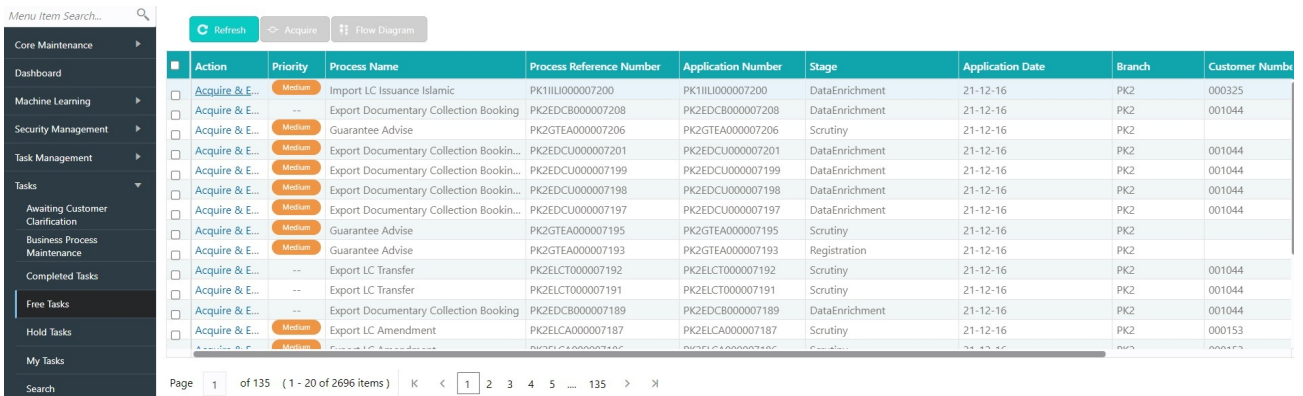 Menu Item Search...
Core Maintenance
Dashboard
Machine Learning
Security Management
Task Management
Tasks
Awaiting Customer
Clarification
Business Process
Maintenance
Completed Tasks
Free Tasks
Hold Tasks
My Tasks
Search
Refresh Acquire Flow Diagram
Action Priority Process Name Process Reference Number Application Number Stage Application Date Branch Customer Numbe
Acquire & E... Medium Import LC Issuance Islamic PK1IILI000007200 PK1IILI000007200 DataEnrichment 21-12-16 PK2 000325
Acquire & E... -- Export Documentary Collection Booking PK2EDCB000007208 PK2EDCB000007208 DataEnrichment 21-12-16 PK2 001044
Acquire & E... Medium Guarantee Advise PK2GTEA000007206 PK2GTEA000007206 Scrutiny 21-12-16 PK2
Acquire & E... Medium Export Documentary Collection Bookin... PK2EDCU000007201 PK2EDCU000007201 DataEnrichment 21-12-16 PK2 001044
Acquire & E... Medium Export Documentary Collection Bookin... PK2EDCU000007199 PK2EDCU000007199 DataEnrichment 21-12-16 PK2 001044
Acquire & E... Medium Export Documentary Collection Bookin... PK2EDCU000007198 PK2EDCU000007198 DataEnrichment 21-12-16 PK2 001044
Acquire & E... Medium Export Documentary Collection Bookin... PK2EDCU000007197 PK2EDCU000007197 DataEnrichment 21-12-16 PK2 001044
Acquire & E... Medium Guarantee Advise PK2GTEA000007195 PK2GTEA000007195 Scrutiny 21-12-16 PK2
Acquire & E... Medium Guarantee Advise PK2GTEA000007193 PK2GTEA000007193 Registration 21-12-16 PK2
Acquire & E... -- Export LC Transfer PK2ELCT000007192 PK2ELCT000007192 Scrutiny 21-12-16 PK2 001044
Acquire & E... -- Export LC Transfer PK2ELCT000007191 PK2ELCT000007191 Scrutiny 21-12-16 PK2 001044
Acquire & E... -- Export Documentary Collection Booking PK2EDCB000007189 PK2EDCB000007189 DataEnrichment 21-12-16 PK2 001044
Acquire & E... Medium Export LC Amendment PK2ELCA000007187 PK2ELCA000007187 Scrutiny 21-12-16 PK2 000153
Page 1 of 135 (1 - 20 of 2696 items) 1 2 3 4 5 .... 135